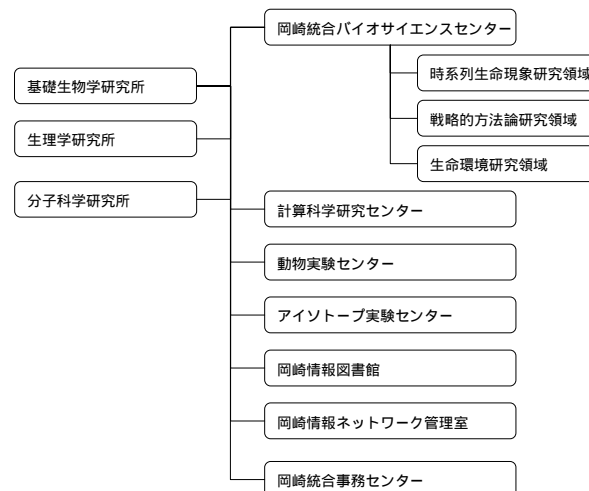 岡崎統合バイオサイエンスセンター
時系列生命現象研究領域
基礎生物学研究所
戦略的方法論研究領域
生理学研究所
生命環境研究領域
分子科学研究所
計算科学研究センター
動物実験センター
アイソトープ実験センター
岡崎情報図書館
岡崎情報ネットワーク管理室
岡崎統合事務センター